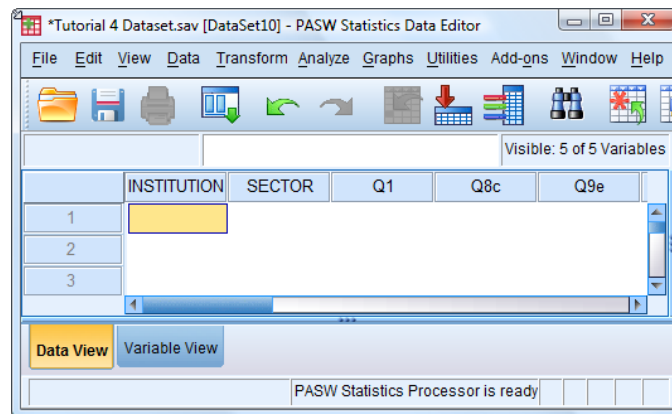 *Tutorial 4 Dataset.sav [DataSet10] - PASW Statistics Data Editor
File Edit View Data Transform Analyze Graphs Utilities Add-ons Window Help
Visible: 5 of 5 Variables
INSTITUTION SECTOR Q1 Q8c Q9e
1
2
3
Data View Variable View
PASW Statistics Processor is ready